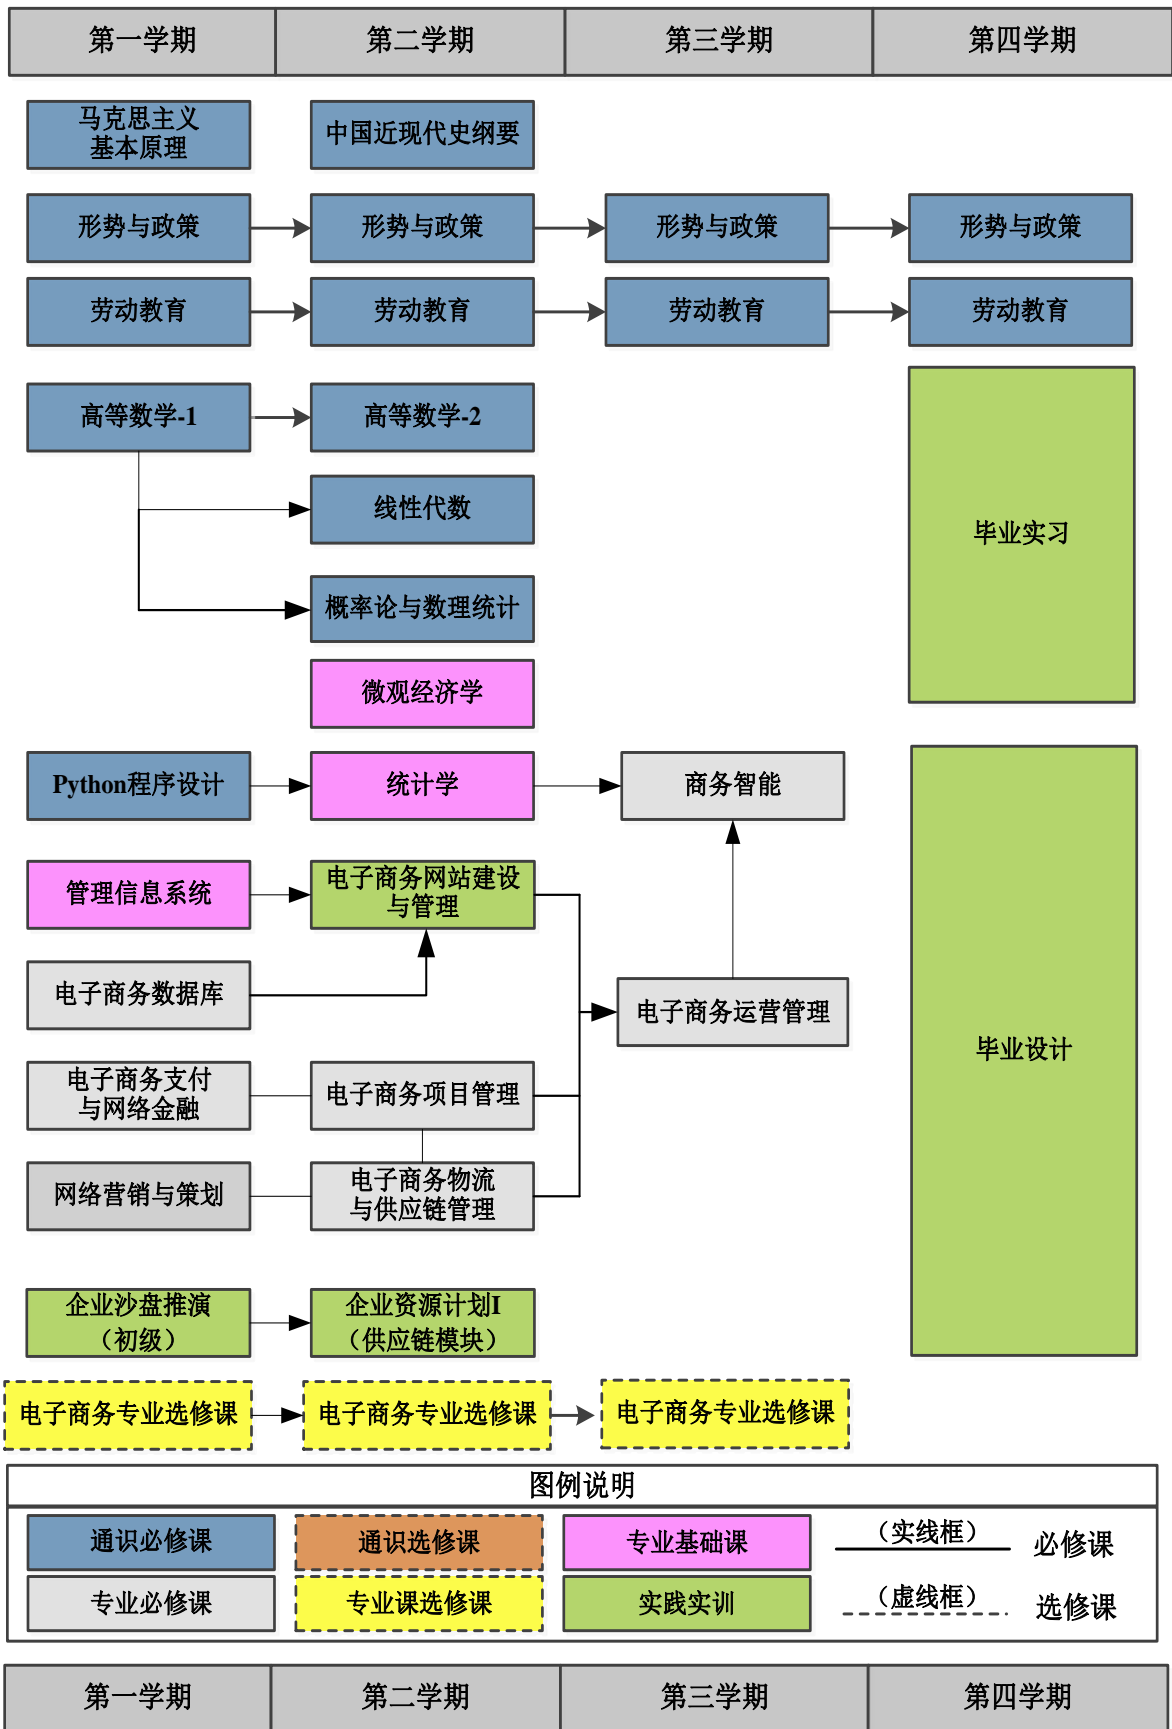 第一学期 第二学期 第三学期 第四学期
马克思主义
基本原理
中国近现代史纲要
形势与政策 形势与政策 形势与政策 形势与政策
劳动教育 劳动教育 劳动教育 劳动教育
高等数学-1 高等数学-2
线性代数
毕业实习
概率论与数理统计
微观经济学
Python程序设计 统计学 商务智能
管理信息系统
电子商务网站建设
与管理
电子商务数据库
电子商务运营管理
毕业设计
电子商务支付
与网络金融
电子商务项目管理
网络营销与策划
电子商务物流
与供应链管理
企业沙盘推演
（初级）
企业资源计划I
（供应链模块）
电子商务专业选修课 电子商务专业选修课 电子商务专业选修课
图例说明
通识必修课 通识选修课 专业基础课 （实线框） 必修课
专业必修课 专业课选修课 实践实训 （虚线框） 选修课
第一学期 第二学期 第三学期 第四学期